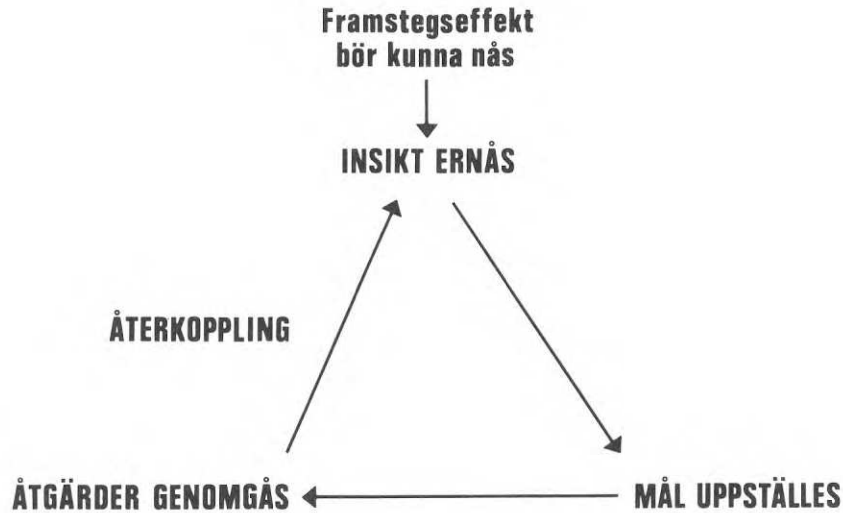 Framstegseffekt
bör kunna nås
INSIKT ERNÅS
ÅTERKOPPLING
ÅTGÄRDER GENOMGÅS
MÅL UPPSTÄLLES